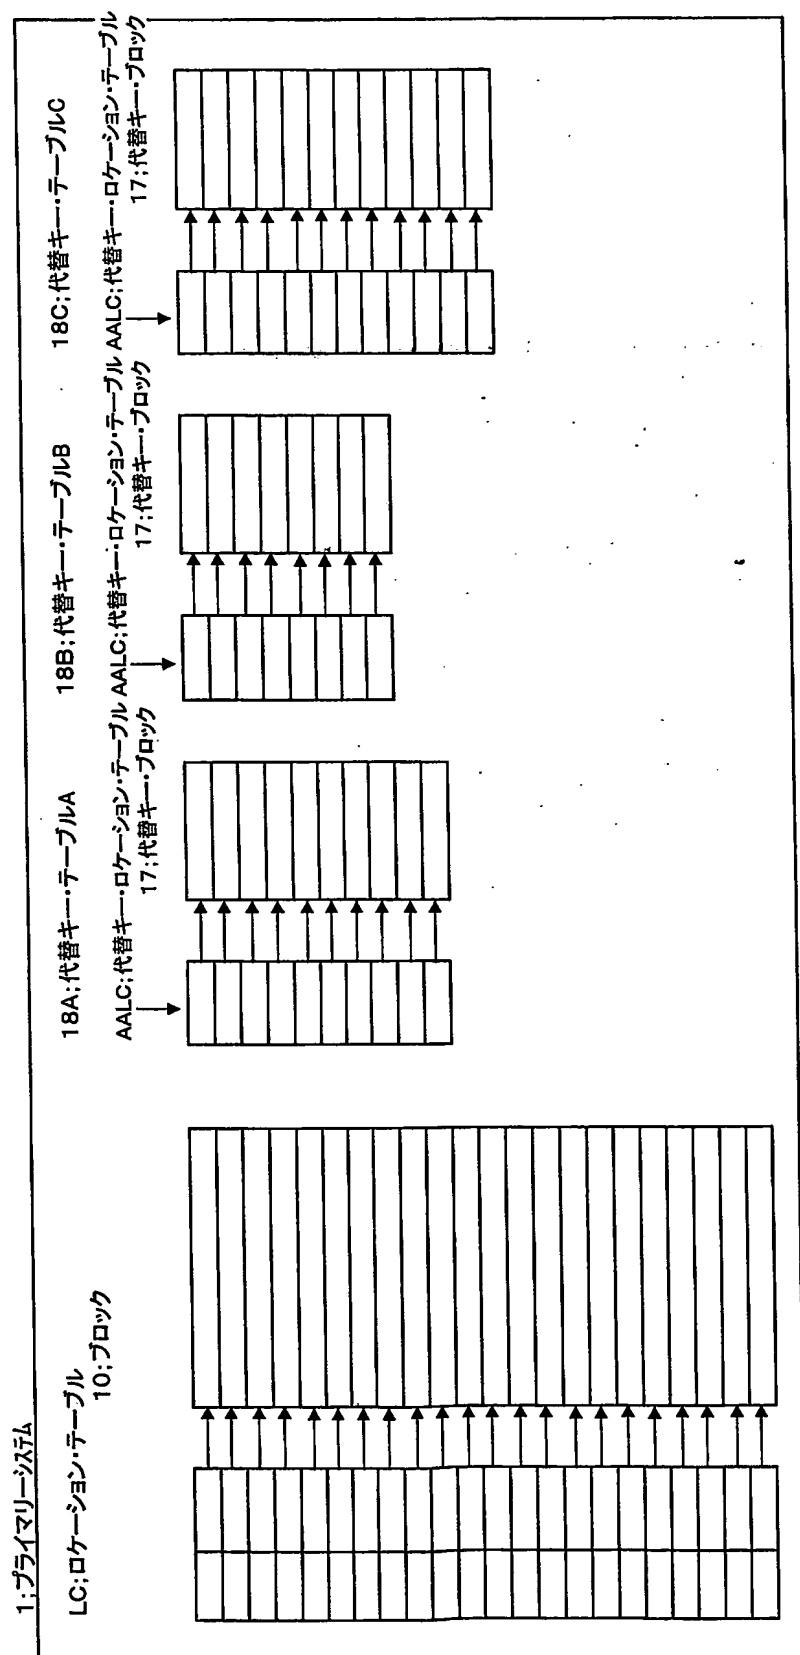 1;プライマリーシステム
LC;ロケーション・テーブル
10;ブロック
18A;代替キー・テーブルA
AALC;代替キー・ロケーション・テーブル
17;代替キー・ブロック
18B;代替キー・テーブルB
AALC;代替キー・ロケーション・テーブル
17;代替キー・ブロック
18C;代替キー・テーブルC
AALC;代替キー・ロケーション・テーブル
17;代替キー・ブロック